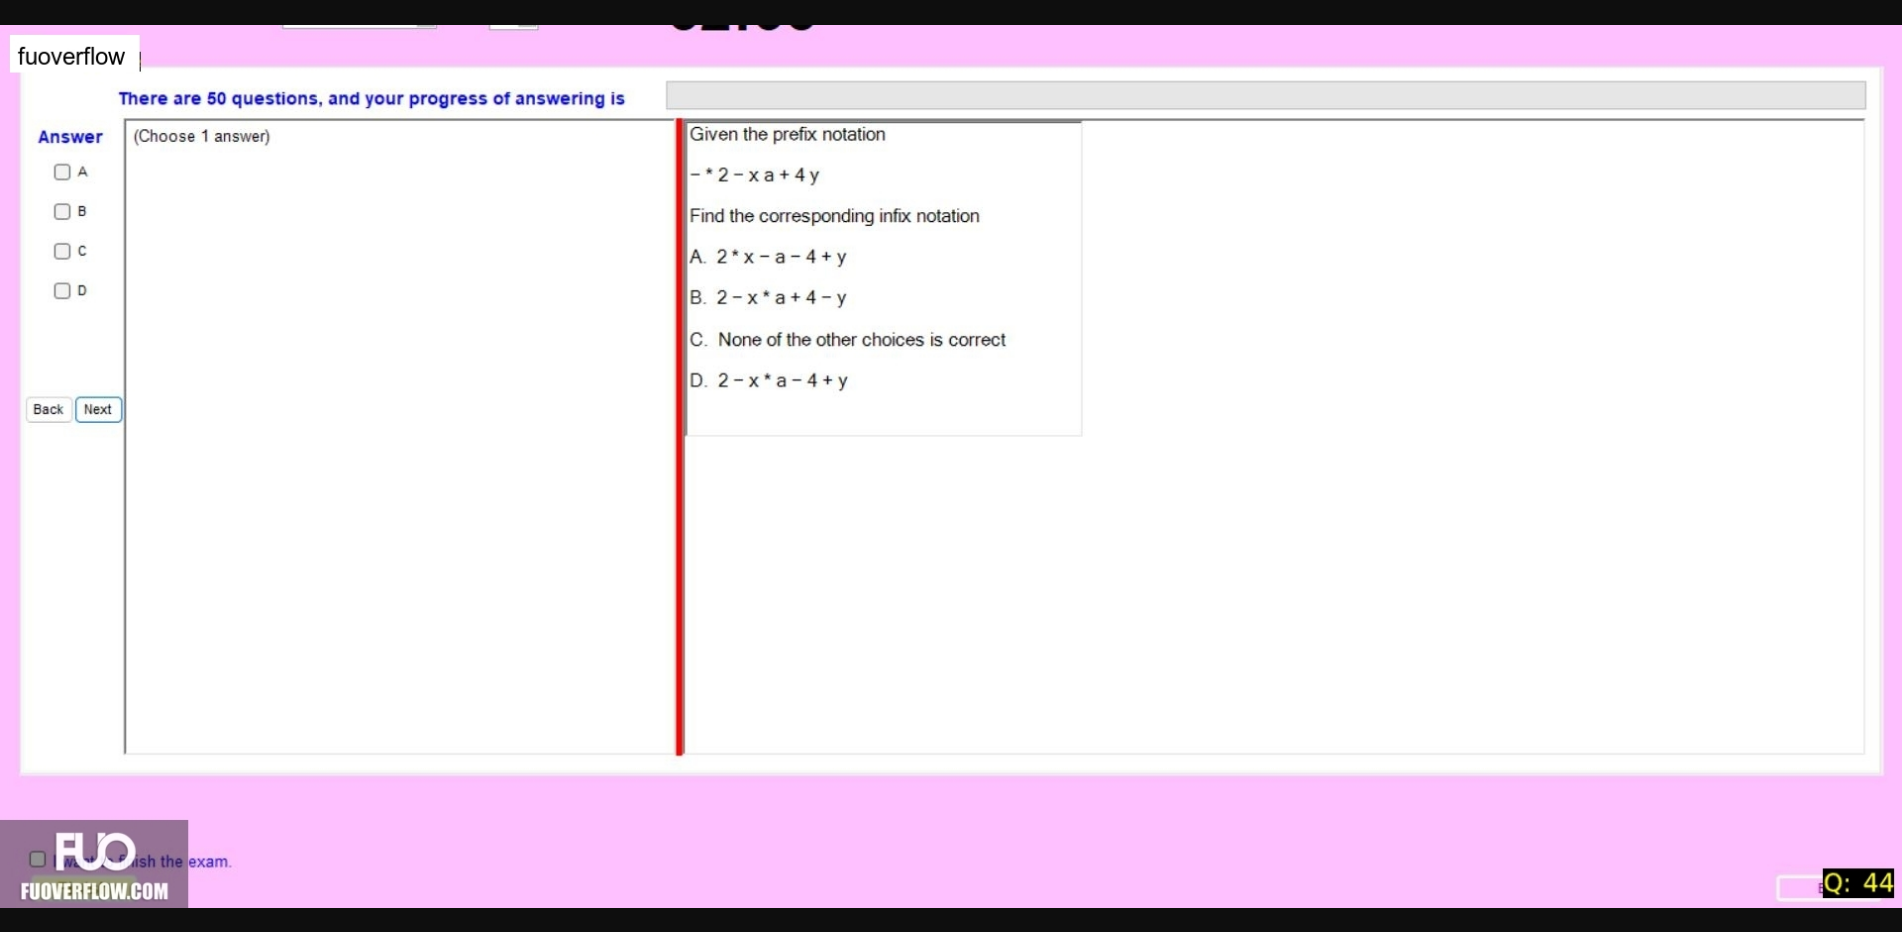 fuoverflow
There are 50 questions, and your progress of answering is
Answer
(Choose 1 answer)
A
B
C
D
Back
Next
Given the prefix notation
– * 2 – x a + 4 y
Find the corresponding infix notation
A. 2 * x – a – 4 + y
B. 2 – x * a + 4 – y
C. None of the other choices is correct
D. 2 – x * a – 4 + y
FUO
I want finish the exam.
FUOVERFLOW.COM
Q: 44